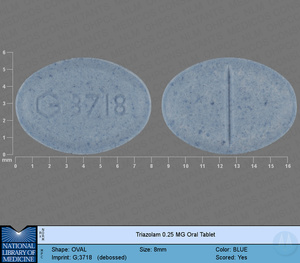 6
5
4
3
2
1
0
mm
G 3718
0 1 2 3 4 5 6 7 8 9 10 11 12 13 14 15 16
Triazolam 0.25 MG Oral Tablet
NATIONAL
LIBRARY OF
MEDICINE
Shape: OVAL Size: 8mm Color: BLUE
Imprint: G;3718 (debossed) Scored: Yes